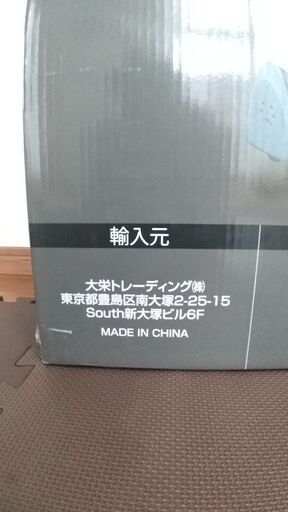 輸入元
大栄トレーディング㈱
東京都豊島区南大塚2-25-15
South新大塚ビル6F
MADE IN CHINA